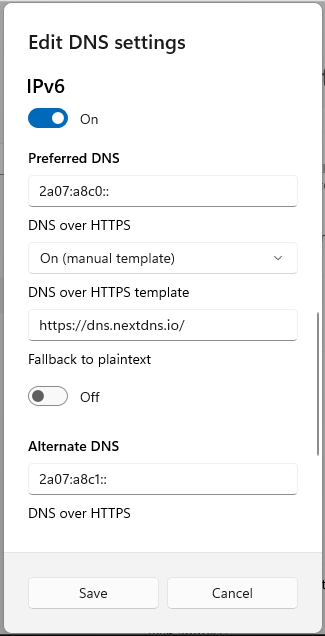 Edit DNS settings
IPv6
On
Preferred DNS
2a07:a8c0::
DNS over HTTPS
On (manual template)
DNS over HTTPS template
https://dns.nextdns.io/
Fallback to plaintext
Off
Alternate DNS
2a07:a8c1::
DNS over HTTPS
Save Cancel